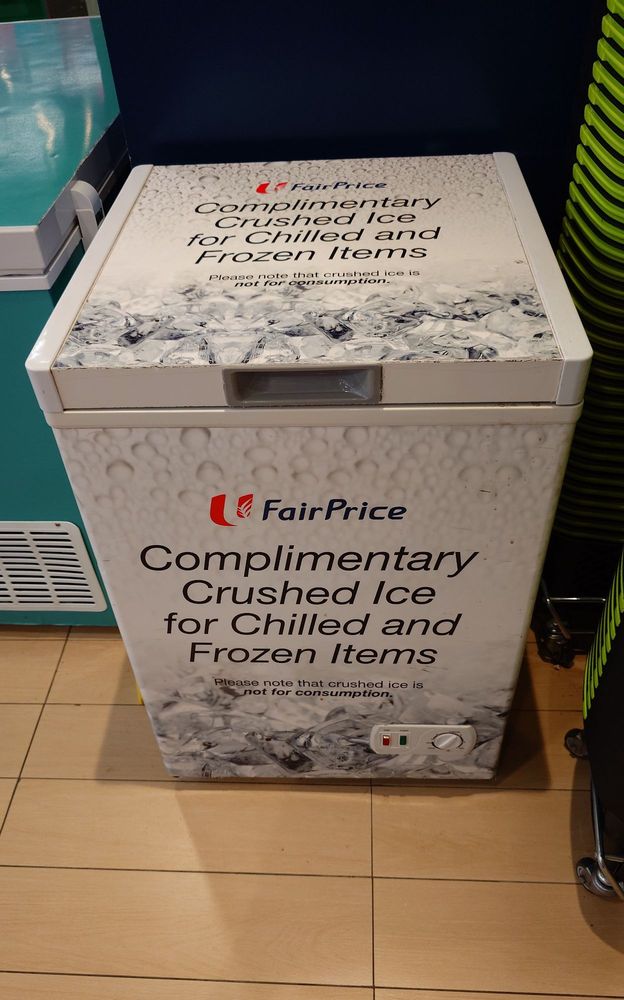 FairPrice
Complimentary
Crushed Ice
for Chilled and
Frozen Items
Please note that crushed ice is
not for consumption.
FairPrice
Complimentary
Crushed Ice
for Chilled and
Frozen Items
Please note that crushed ice is
not for consumption.